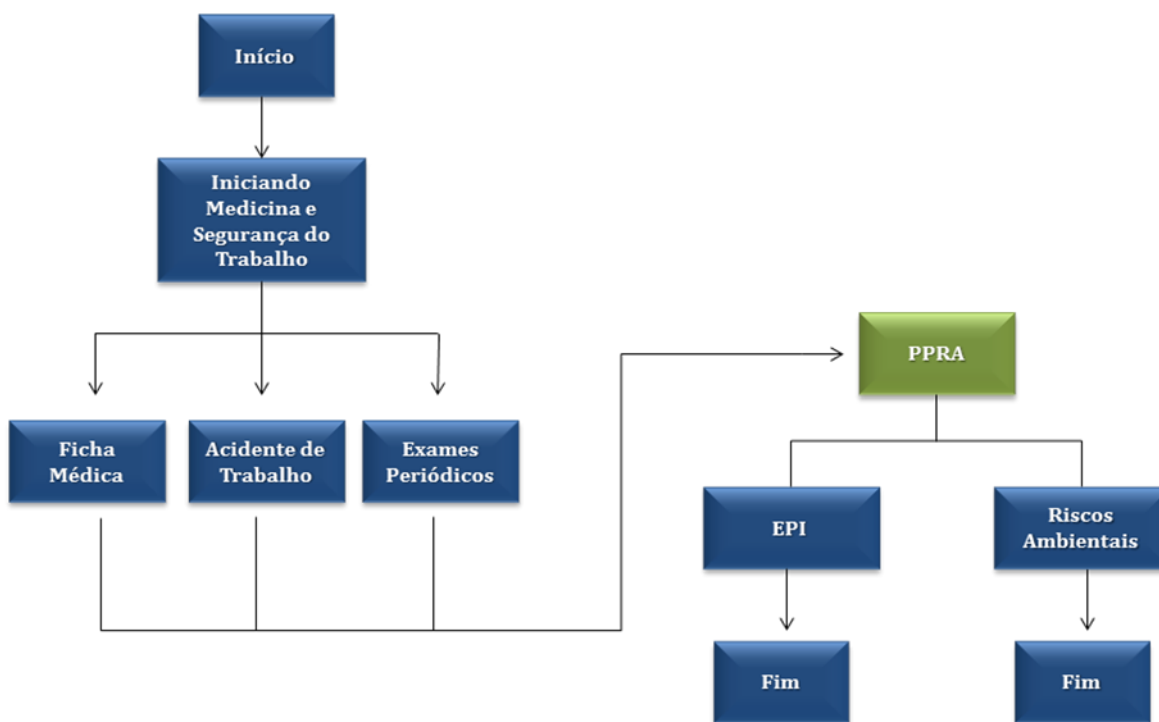 Início
Iniciando
Medicina e
Segurança do
Trabalho
PPRA
Ficha
Médica
Acidente de
Trabalho
Exames
Periódicos
EPI
Riscos
Ambientais
Fim
Fim